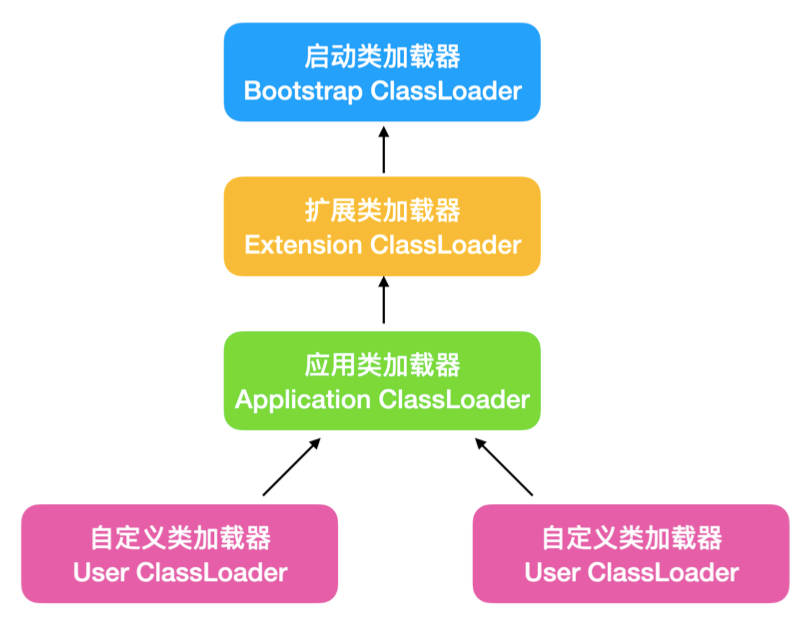 启动类加载器
Bootstrap ClassLoader
扩展类加载器
Extension ClassLoader
应用类加载器
Application ClassLoader
自定义类加载器
User ClassLoader
自定义类加载器
User ClassLoader